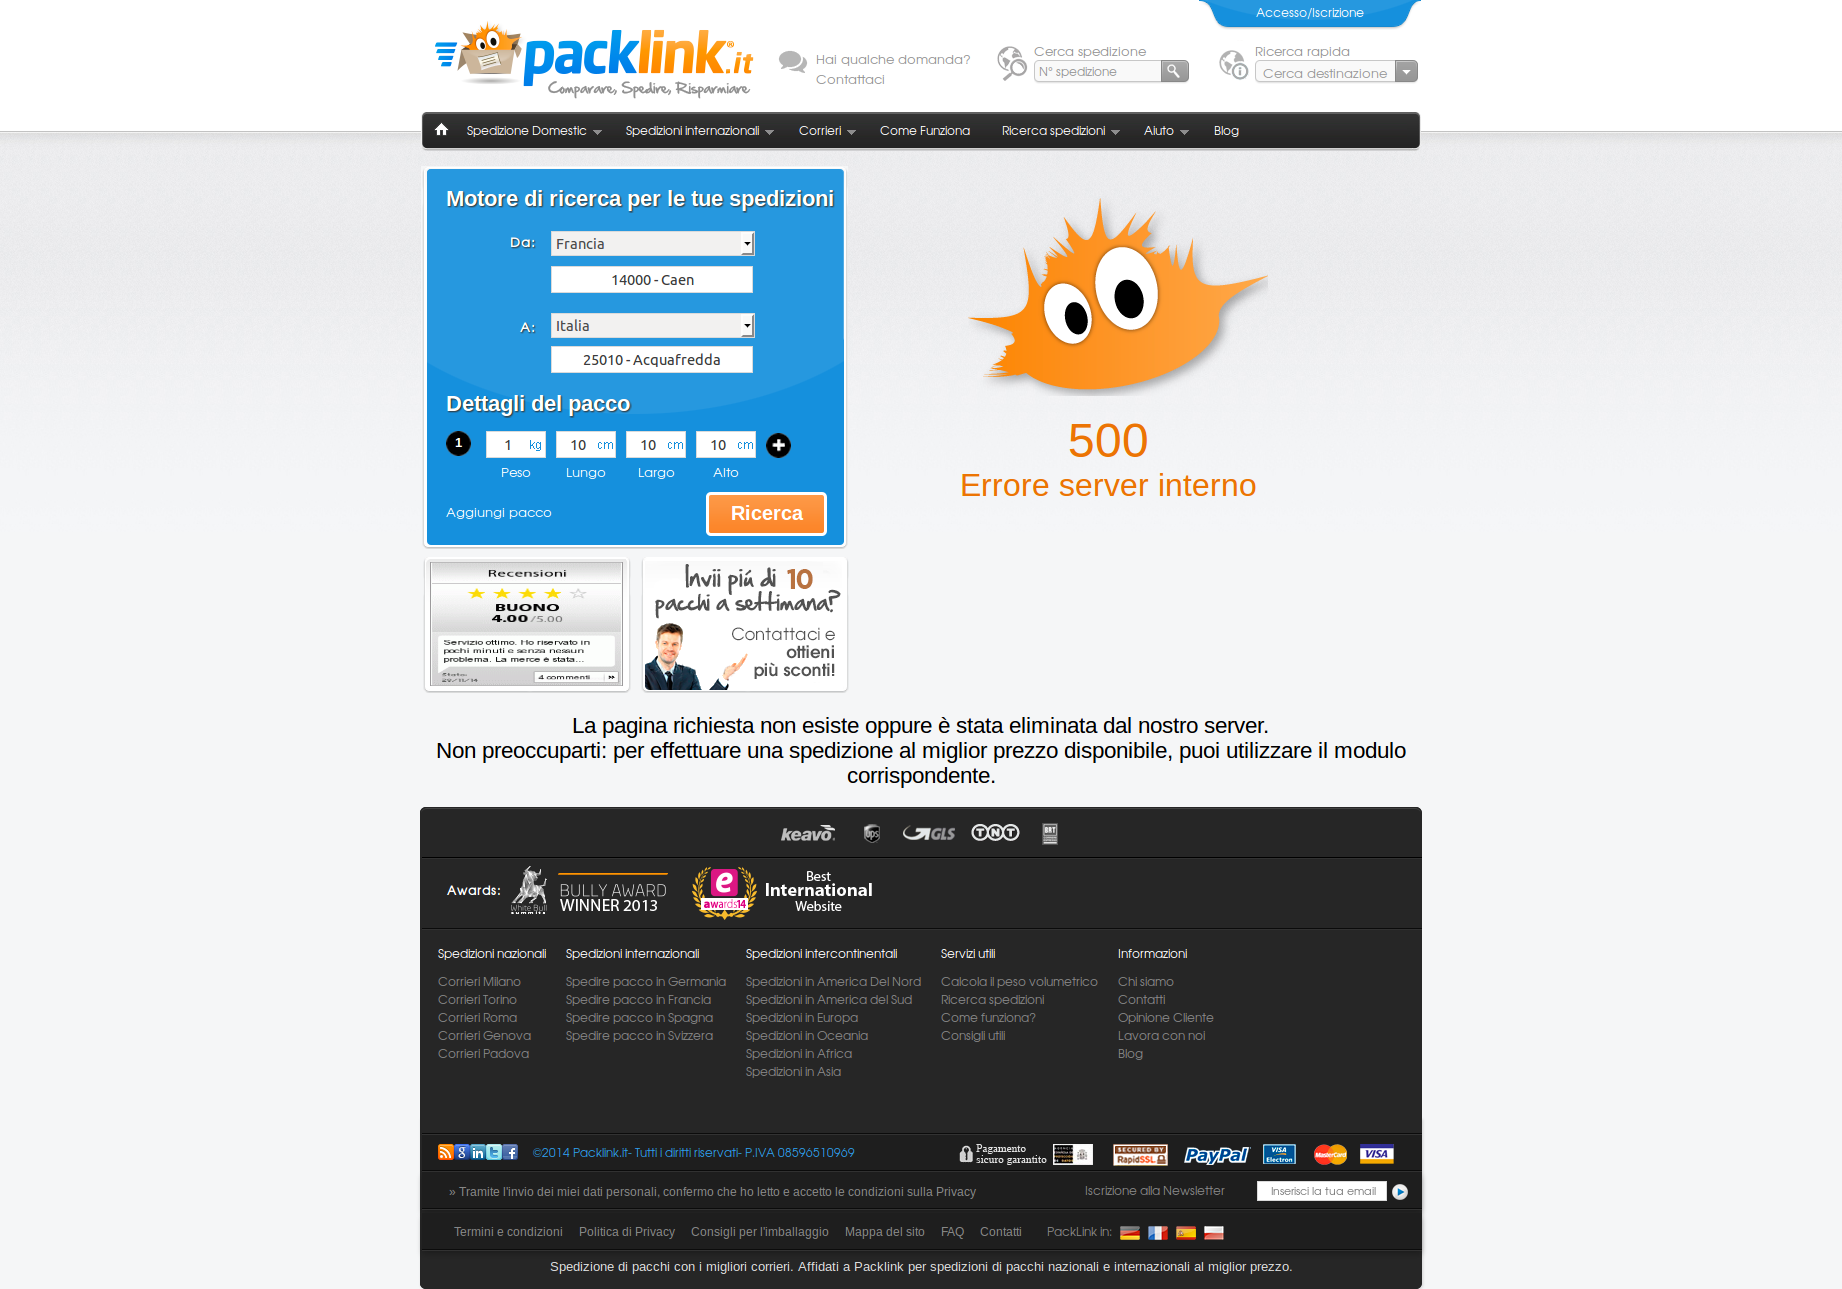 Accesso/Iscrizione
packlink.it
Comparare, Spedire, Risparmiare
Hai qualche domanda?
Contattaci
Cerca spedizione
N° spedizione
Ricerca rapida
Cerca destinazione
Spedizione Domestic
Spedizioni internazionali
Corrieri
Come Funziona
Ricerca spedizioni
Aiuto
Blog
Motore di ricerca per le tue spedizioni
Da:
Francia
14000 - Caen
A:
Italia
25010 - Acquafredda
Dettagli del pacco
1
1 kg
10 cm
10 cm
10 cm
Peso
Lungo
Largo
Alto
Aggiungi pacco
Ricerca
500
Errore server interno
Recensioni
BUONO
4.00 /5.00
Servizio ottimo. Ho riservato in
pochi minuti e senza nessun
problema. La merce è stata...
29/11/14
4 commenti
Invii piú di 10
pacchi a settimana?
Contattaci e
ottieni
più sconti!
La pagina richiesta non esiste oppure è stata eliminata dal nostro server.
Non preoccuparti: per effettuare una spedizione al miglior prezzo disponibile, puoi utilizzare il modulo
corrispondente.
keavo
ups
GLS
TNT
BRT
Awards:
White Bull
summits
BULLY AWARD
WINNER 2013
e
awards14
Best
International
Website
Spedizioni nazionali
Corrieri Milano
Corrieri Torino
Corrieri Roma
Corrieri Genova
Corrieri Padova
Spedizioni internazionali
Spedire pacco in Germania
Spedire pacco in Francia
Spedire pacco in Spagna
Spedire pacco in Svizzera
Spedizioni intercontinentali
Spedizioni in America Del Nord
Spedizioni in America del Sud
Spedizioni in Europa
Spedizioni in Oceania
Spedizioni in Africa
Spedizioni in Asia
Servizi utili
Calcola il peso volumetrico
Ricerca spedizioni
Come funziona?
Consigli utili
Informazioni
Chi siamo
Contatti
Opinione Cliente
Lavora con noi
Blog
©2014 Packlink.it- Tutti i diritti riservati- P.IVA 08596510969
Pagamento
sicuro garantito
SECURED BY
RapidSSL
PayPal
VISA
Electron
MasterCard
VISA
» Tramite l'invio dei miei dati personali, confermo che ho letto e accetto le condizioni sulla Privacy
Iscrizione alla Newsletter
Inserisci la tua email
Termini e condizioni
Politica di Privacy
Consigli per l'imballaggio
Mappa del sito
FAQ
Contatti
PackLink in:
Spedizione di pacchi con i migliori corrieri. Affidati a Packlink per spedizioni di pacchi nazionali e internazionali al miglior prezzo.